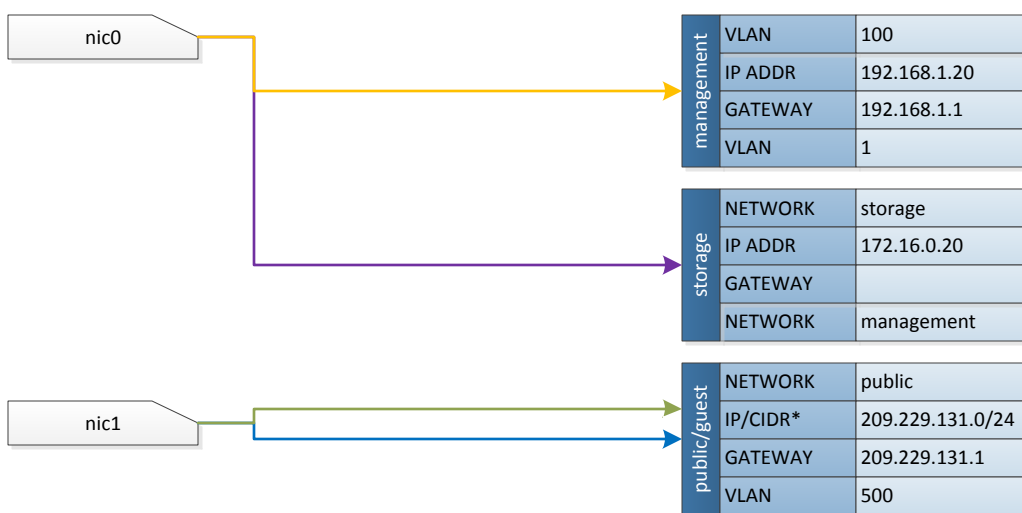 nic0
management
VLAN 100
IP ADDR 192.168.1.20
GATEWAY 192.168.1.1
VLAN 1
storage
NETWORK storage
IP ADDR 172.16.0.20
GATEWAY
NETWORK management
nic1
public/guest
NETWORK public
IP/CIDR* 209.229.131.0/24
GATEWAY 209.229.131.1
VLAN 500